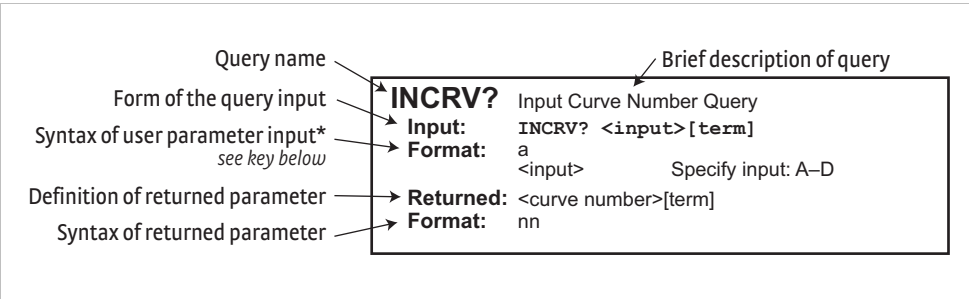 Query name
Brief description of query
INCRV? Input Curve Number Query
Form of the query input
Input: INCRV? <input>[term]
Syntax of user parameter input*
see key below
Format: a
<input> Specify input: A–D
Definition of returned parameter
Returned: <curve number>[term]
Syntax of returned parameter
Format: nn